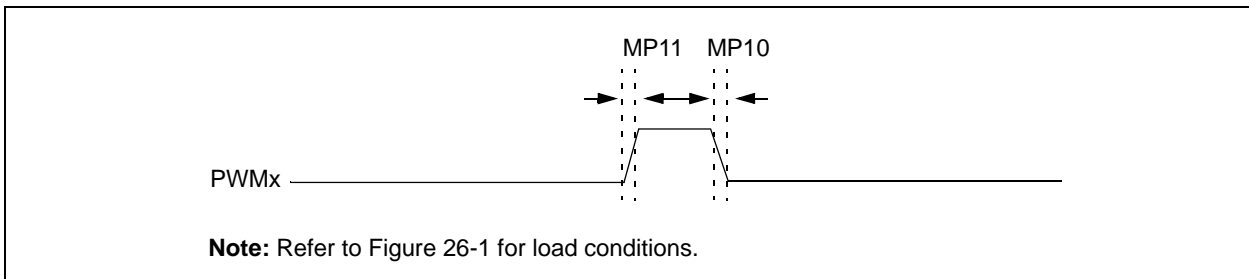 MP11 MP10
PWMx
Note: Refer to Figure 26-1 for load conditions.